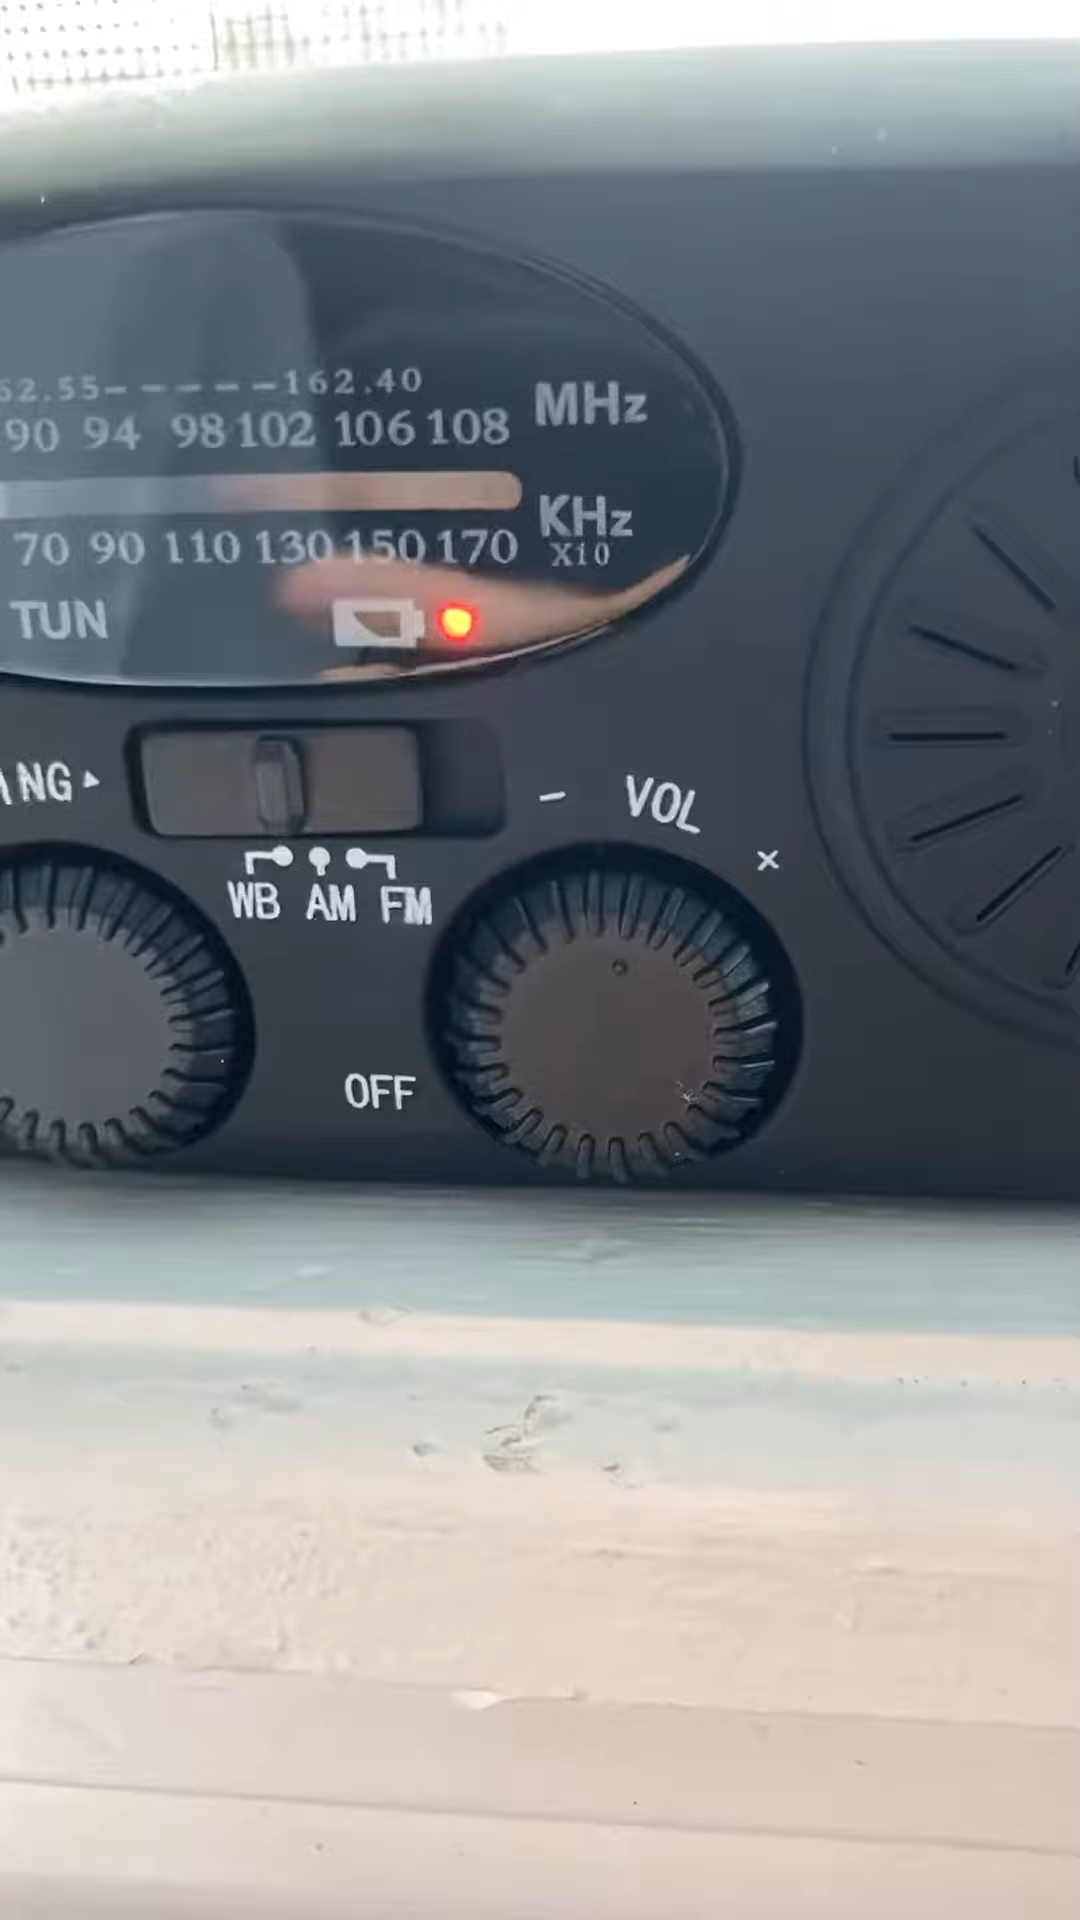 62.55-----162.40
90 94 98 102 106 108 MHz
KHz
X10
70 90 110 130 150 170
TUN
NG▸
- VOL +
WB AM FM
OFF